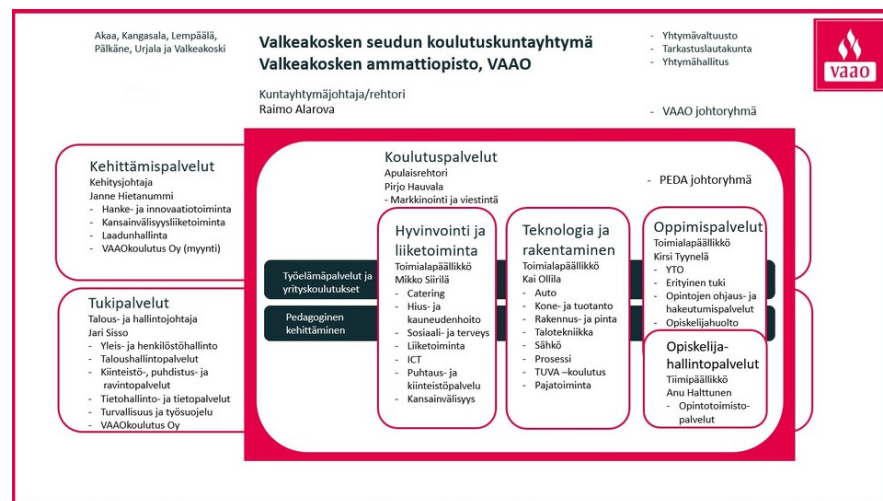 Akaa, Kangasala, Lempäälä,
Pälkäne, Urjala ja Valkeakoski
Valkeakosken seudun koulutuskuntayhtymä
Valkeakosken ammattiopisto, VAAO
Kuntayhtymäjohtaja/rehtori
Raimo Alarova
- Yhtymävaltuusto
- Tarkastuslautakunta
- Yhtymähallitus
- VAAO johtoryhmä
vaao
Kehittämispalvelut
Kehitysjohtaja
Janne Hietanummi
- Hanke- ja innovaatiotoiminta
- Kansainvälisyysliiketoiminta
- Laadunhallinta
- VAAOkoulutus Oy (myynti)
Tukipalvelut
Talous- ja hallintojohtaja
Jari Sisso
- Yleis- ja henkilöstöhallinto
- Taloushallintopalvelut
- Kiinteistö-, puhdistus- ja
ravintopalvelut
- Tietohallinto- ja tietopalvelut
- Turvallisuus ja työsuojelu
- VAAOkoulutus Oy
Koulutuspalvelut
Apulaisrehtori
Pirjo Hauvala
- Markkinointi ja viestintä
- PEDA johtoryhmä
Työelämäpalvelut ja
yrityskoulutukset
Pedagoginen
kehittäminen
Hyvinvointi ja
liiketoiminta
Toimialapäällikkö
Mikko Siirilä
- Catering
- Hius- ja
kauneudenhoito
- Sosiaali- ja terveys
- Liiketoiminta
- ICT
- Puhtaus- ja
kiinteistöpalvelu
- Kansainvälisyys
Teknologia ja
rakentaminen
Toimialapäällikkö
Kai Ollila
- Auto
- Kone- ja tuotanto
- Rakennus- ja pinta
- Talotekniikka
- Sähkö
- Prosessi
- TUVA –koulutus
- Pajatoiminta
Oppimispalvelut
Toimialapäällikkö
Kirsi Tyynelä
- YTO
- Erityinen tuki
- Opintojen ohjaus- ja
hakeutumispalvelut
- Opiskelijahuolto
Opiskelija-
hallintopalvelut
Tiimipäällikkö
Anu Halttunen
- Opintotoimisto-
palvelut